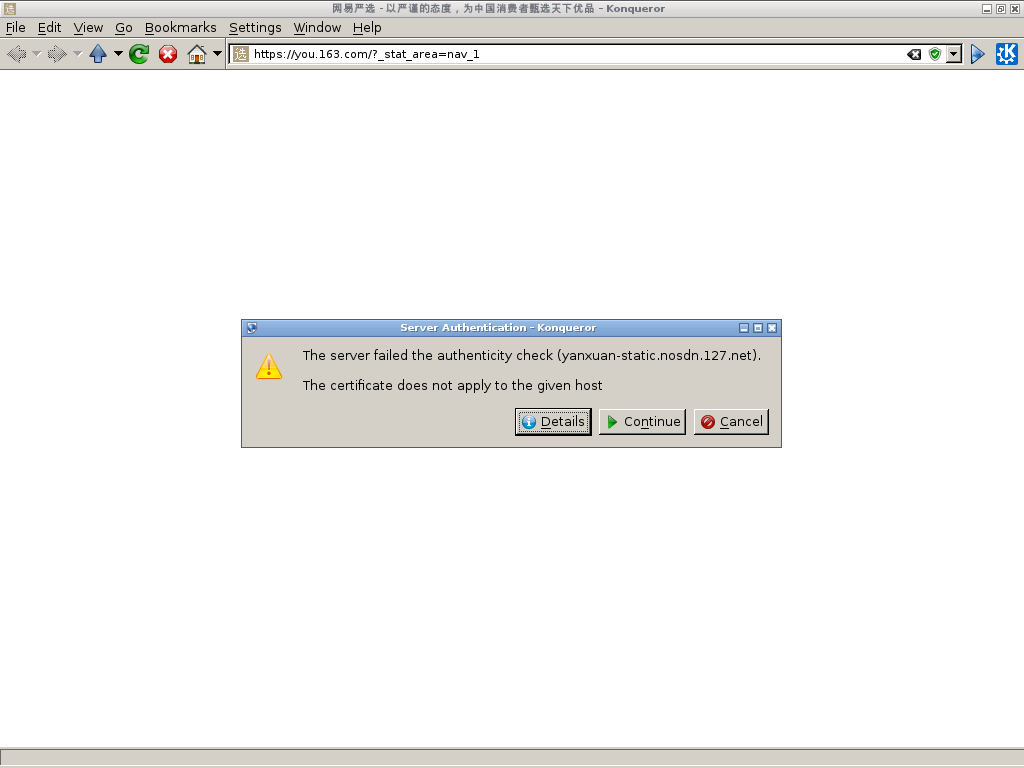 网易严选 - 以严谨的态度，为中国消费者甄选天下优品 – Konqueror
File Edit View Go Bookmarks Settings Window Help
选 https://you.163.com/?_stat_area=nav_1
Server Authentication – Konqueror
The server failed the authenticity check (yanxuan-static.nosdn.127.net).
The certificate does not apply to the given host
Details Continue Cancel